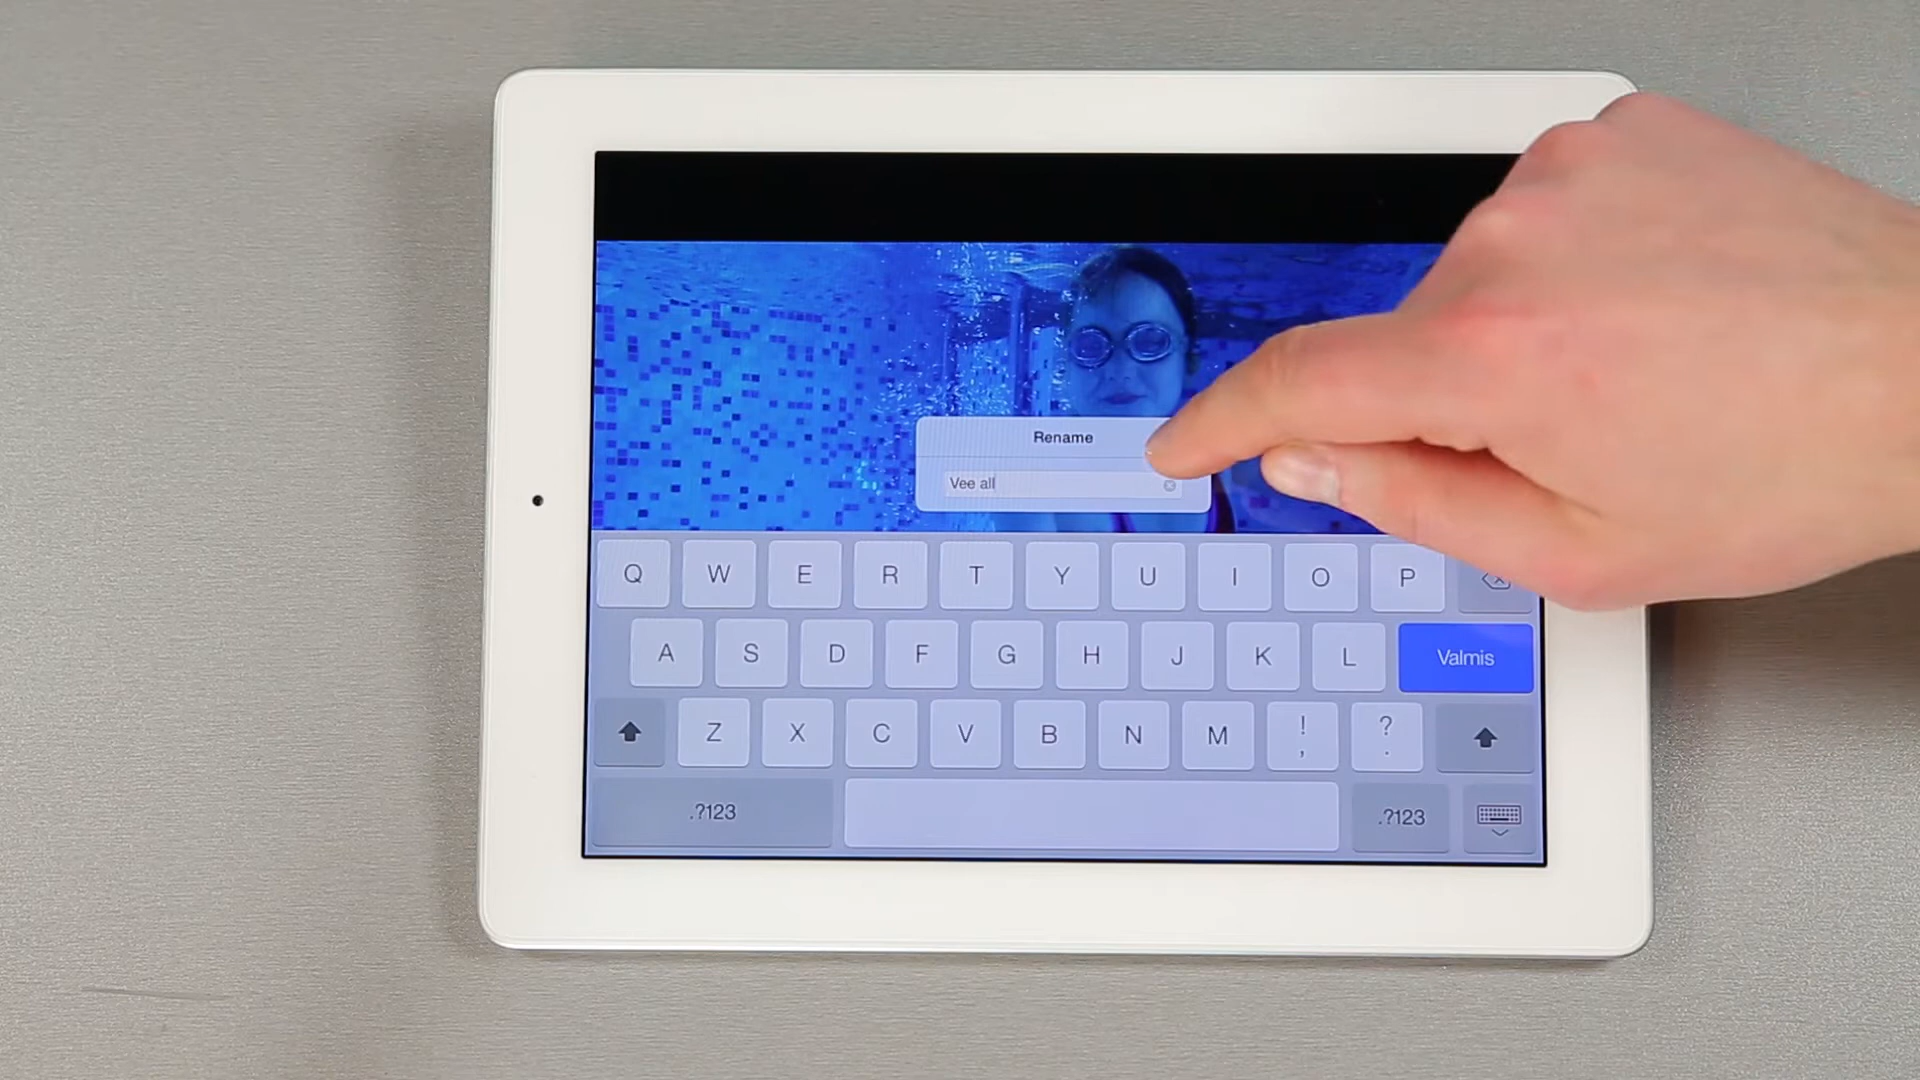 Rename
Vee all
Q W E R T Y U I O P
A S D F G H J K L Valmis
Z X C V B N M ! , ? .
.?123 .?123